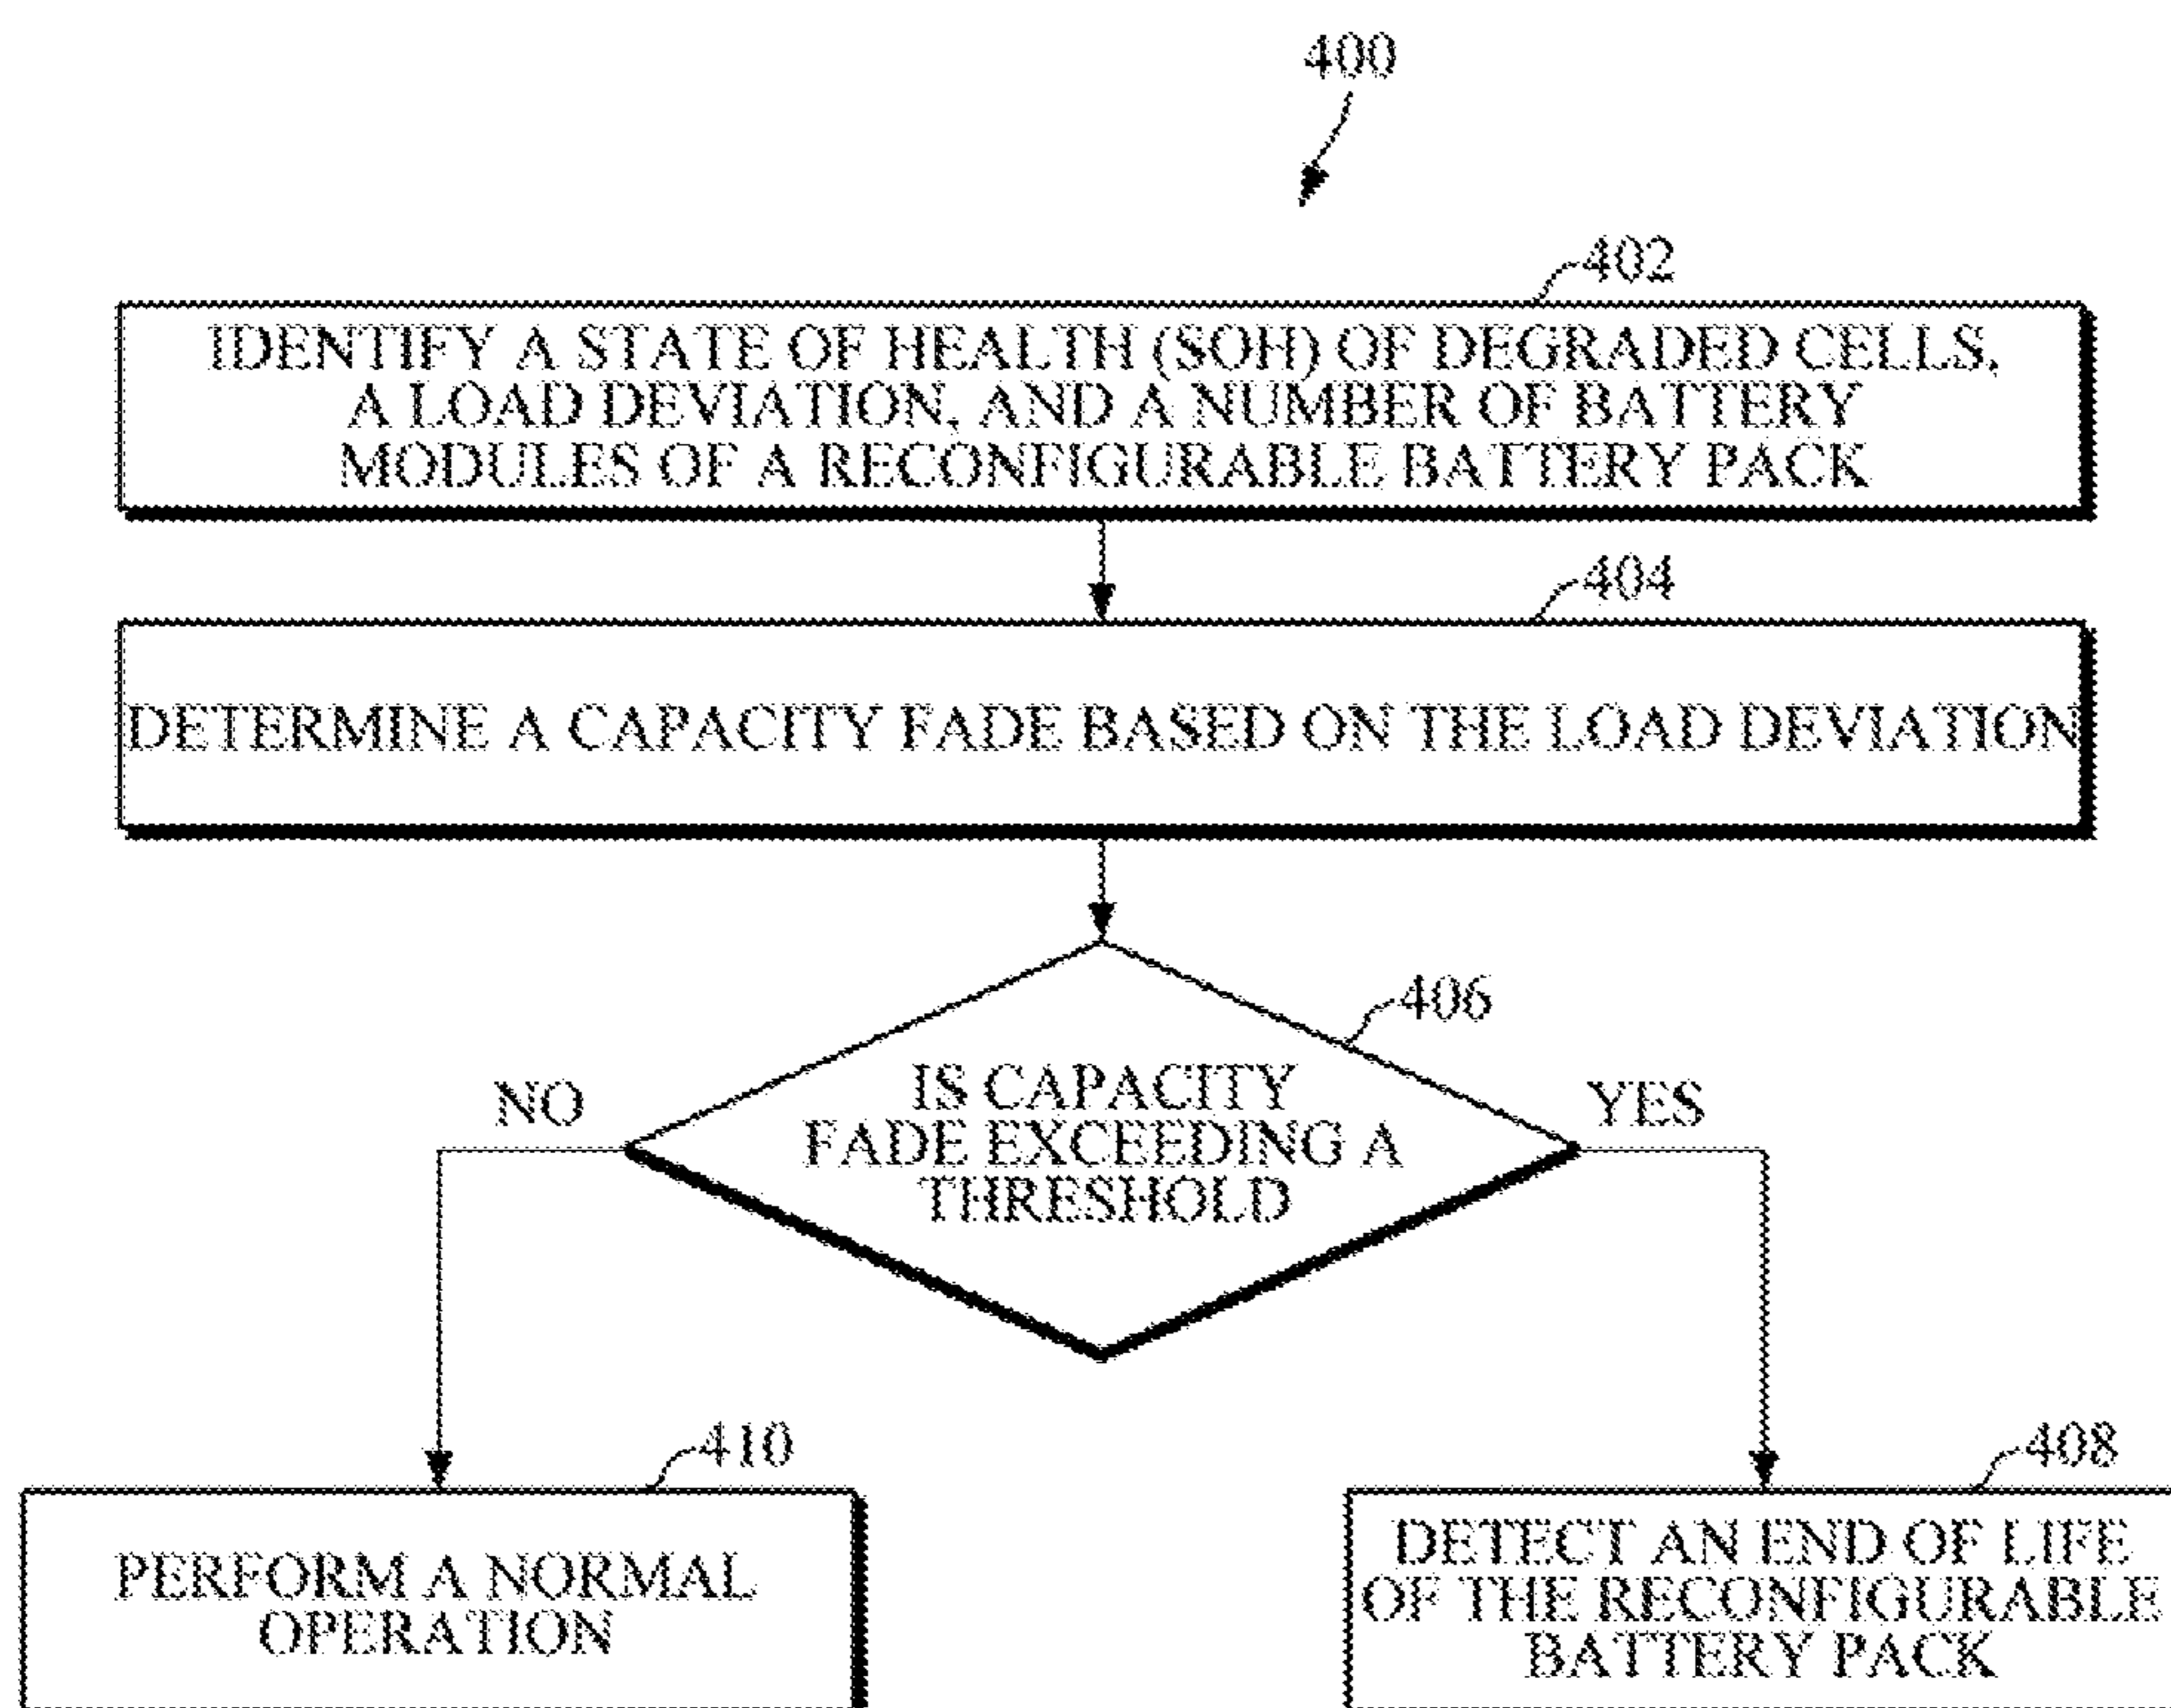 400
402
IDENTIFY A STATE OF HEALTH (SOH) OF DEGRADED CELLS,
A LOAD DEVIATION, AND A NUMBER OF BATTERY
MODULES OF A RECONFIGURABLE BATTERY PACK
404
DETERMINE A CAPACITY FADE BASED ON THE LOAD DEVIATION
406
IS CAPACITY
FADE EXCEEDING A
THRESHOLD
NO
YES
410
PERFORM A NORMAL
OPERATION
408
DETECT AN END OF LIFE
OF THE RECONFIGURABLE
BATTERY PACK